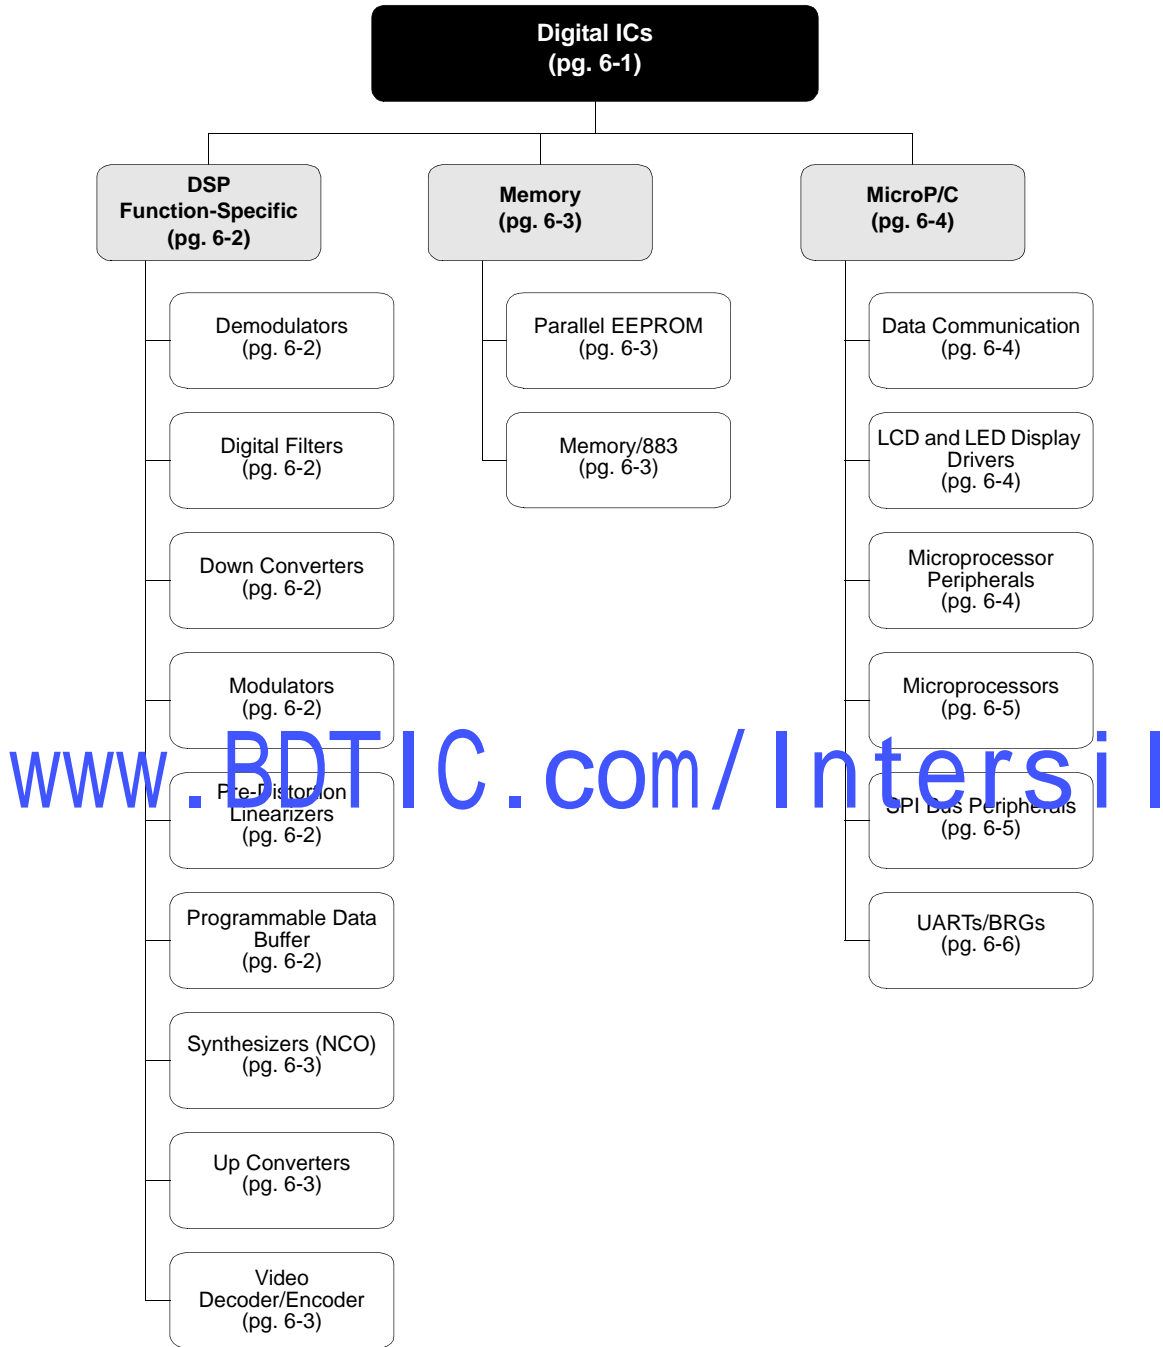 Digital ICs
(pg. 6-1)
DSP
Function-Specific
(pg. 6-2)
Demodulators
(pg. 6-2)
Digital Filters
(pg. 6-2)
Down Converters
(pg. 6-2)
Modulators
(pg. 6-2)
Pre-Distortion
Linearizers
(pg. 6-2)
Programmable Data
Buffer
(pg. 6-2)
Synthesizers (NCO)
(pg. 6-3)
Up Converters
(pg. 6-3)
Video
Decoder/Encoder
(pg. 6-3)
Memory
(pg. 6-3)
Parallel EEPROM
(pg. 6-3)
Memory/883
(pg. 6-3)
MicroP/C
(pg. 6-4)
Data Communication
(pg. 6-4)
LCD and LED Display
Drivers
(pg. 6-4)
Microprocessor
Peripherals
(pg. 6-4)
Microprocessors
(pg. 6-5)
SPI Bus Peripherals
(pg. 6-5)
UARTs/BRGs
(pg. 6-6)
www.BDTIC.com/Intersil